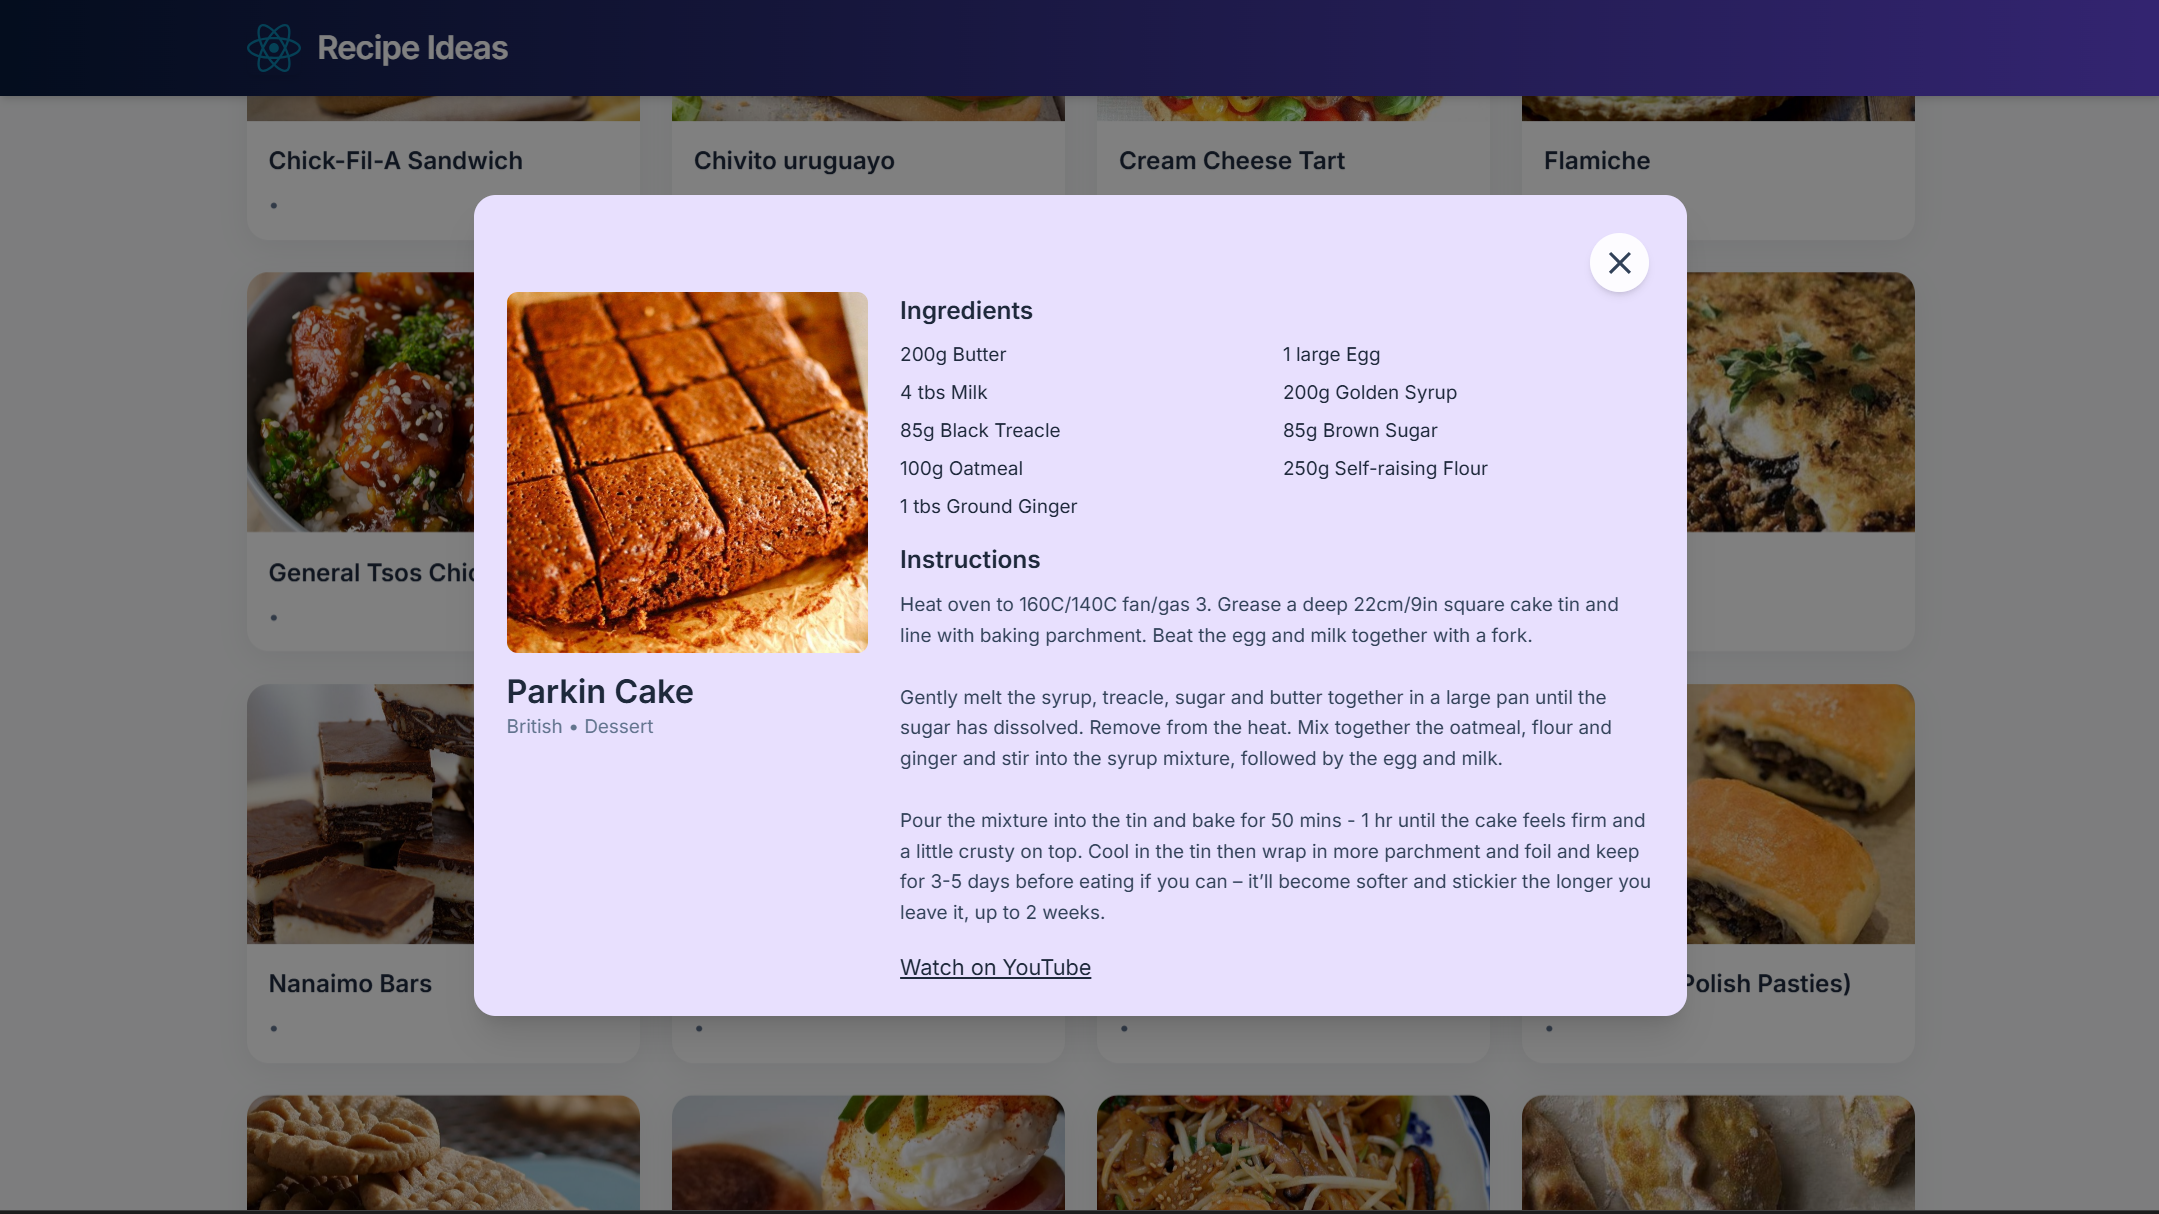 Recipe Ideas
Chick-Fil-A Sandwich
Chivito uruguayo
Cream Cheese Tart
Flamiche
•
Ingredients
200g Butter
1 large Egg
4 tbs Milk
200g Golden Syrup
85g Black Treacle
85g Brown Sugar
100g Oatmeal
250g Self-raising Flour
1 tbs Ground Ginger
Instructions
Heat oven to 160C/140C fan/gas 3. Grease a deep 22cm/9in square cake tin and
line with baking parchment. Beat the egg and milk together with a fork.
Gently melt the syrup, treacle, sugar and butter together in a large pan until the
sugar has dissolved. Remove from the heat. Mix together the oatmeal, flour and
ginger and stir into the syrup mixture, followed by the egg and milk.
Pour the mixture into the tin and bake for 50 mins - 1 hr until the cake feels firm and
a little crusty on top. Cool in the tin then wrap in more parchment and foil and keep
for 3-5 days before eating if you can – it’ll become softer and stickier the longer you
leave it, up to 2 weeks.
Watch on YouTube
Parkin Cake
British • Dessert
General Tsos
•
Nanaimo Bars
Polish Pasties)
•
•
•
•